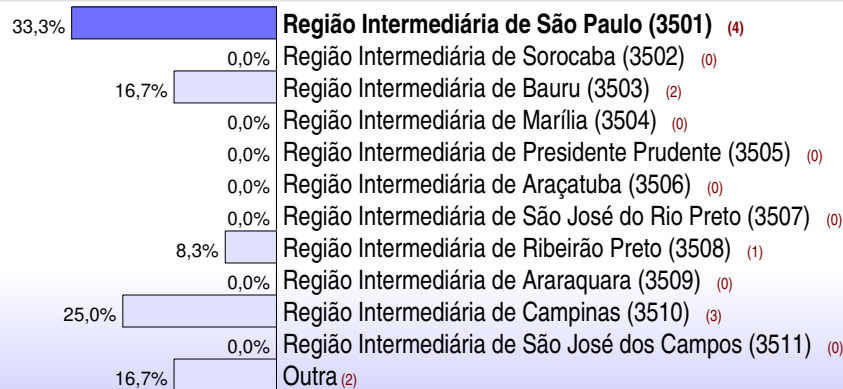 33,3% Região Intermediária de São Paulo (3501) (4)
0,0% Região Intermediária de Sorocaba (3502) (0)
16,7% Região Intermediária de Bauru (3503) (2)
0,0% Região Intermediária de Marília (3504) (0)
0,0% Região Intermediária de Presidente Prudente (3505) (0)
0,0% Região Intermediária de Araçatuba (3506) (0)
0,0% Região Intermediária de São José do Rio Preto (3507) (0)
8,3% Região Intermediária de Ribeirão Preto (3508) (1)
0,0% Região Intermediária de Araraquara (3509) (0)
25,0% Região Intermediária de Campinas (3510) (3)
0,0% Região Intermediária de São José dos Campos (3511) (0)
16,7% Outra (2)